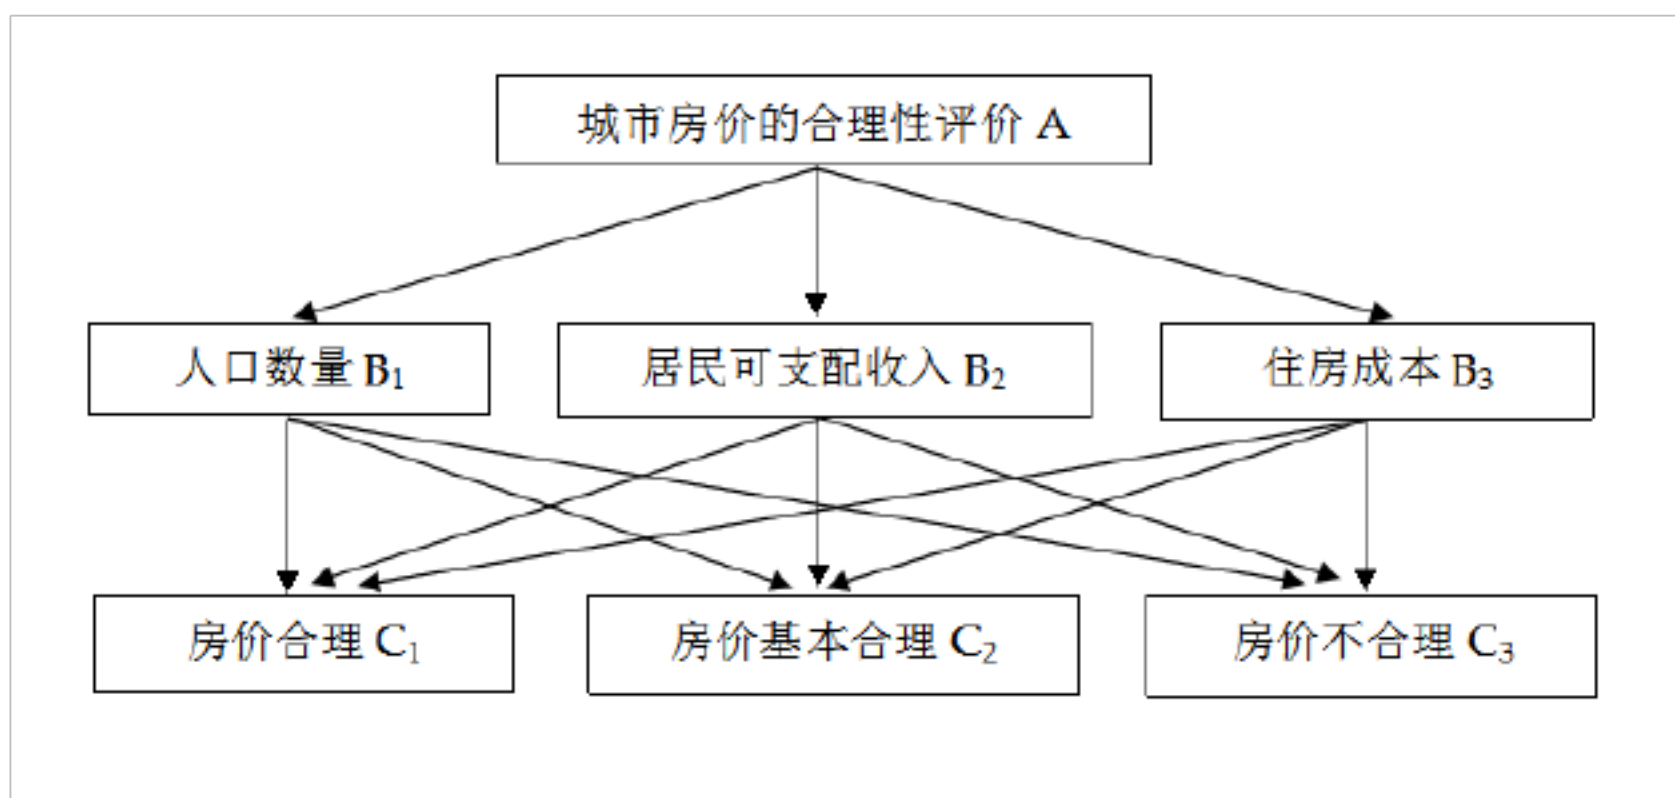 城市房价的合理性评价 A
人口数量 B₁
居民可支配收入 B₂
住房成本 B₃
房价合理 C₁
房价基本合理 C₂
房价不合理 C₃